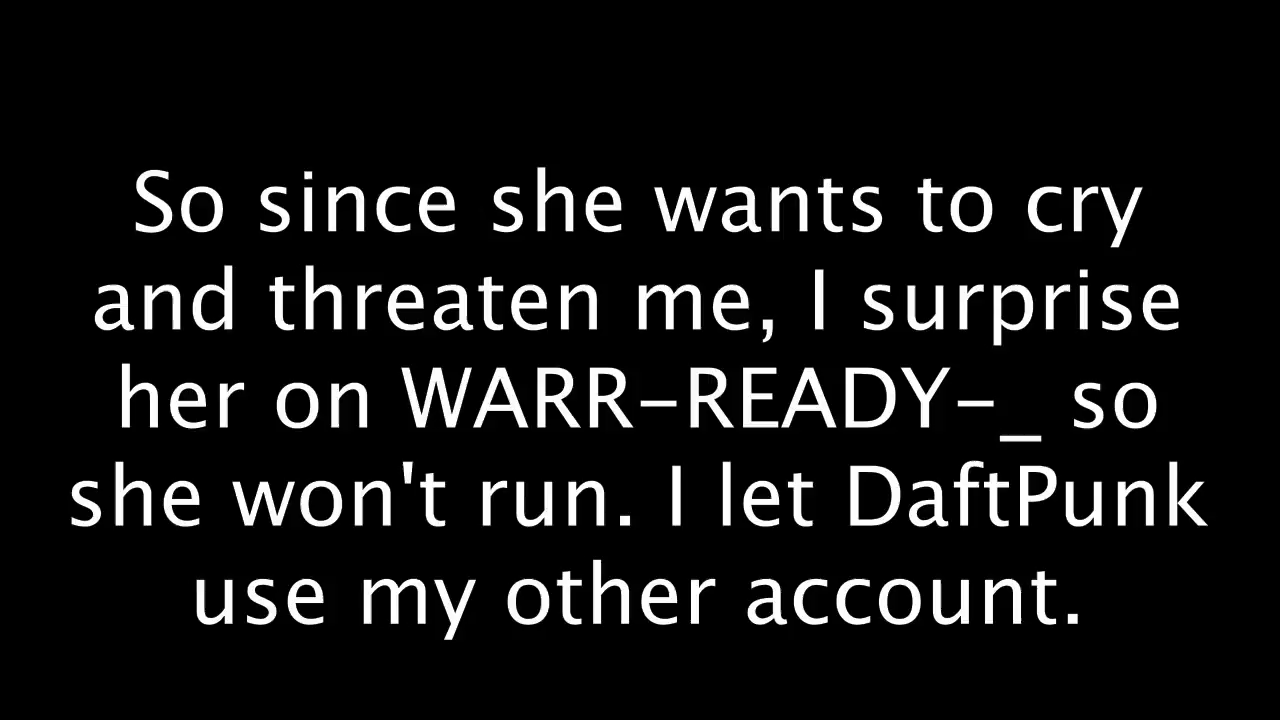 So since she wants to cry
and threaten me, I surprise
her on WARR-READY-_ so
she won't run. I let DaftPunk
use my other account.